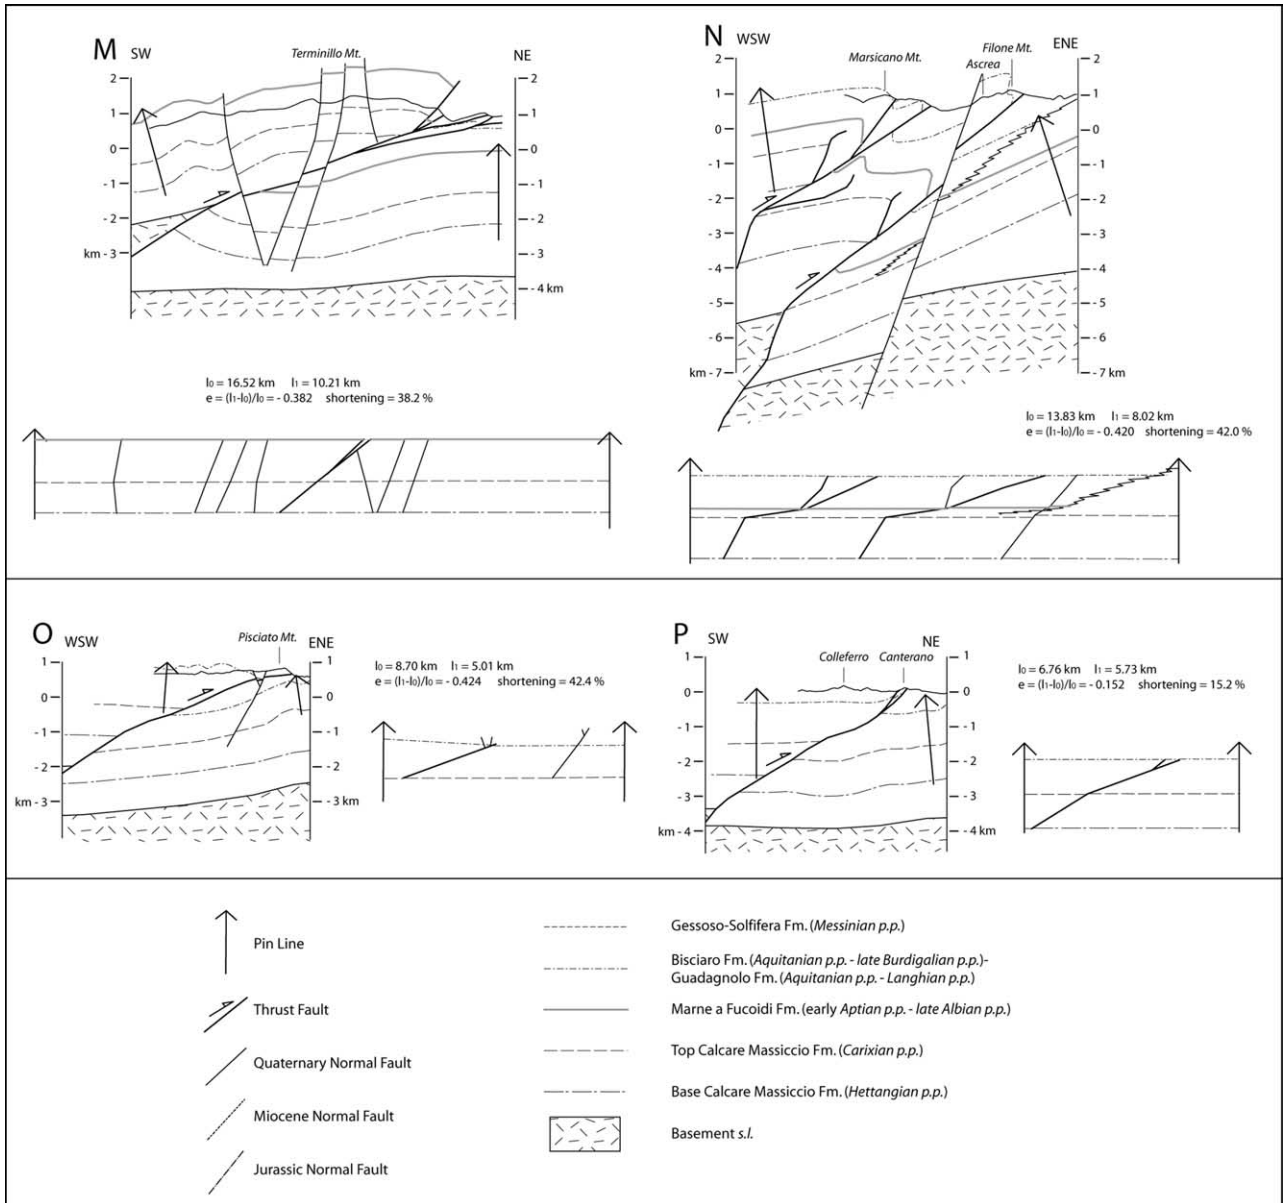 M SW
Terminillo Mt.
NE
2
1
0
-1
-2
km - 3
2
1
0
- 1
- 2
- 3
- 4 km
l0 = 16.52 km l1 = 10.21 km
e = (l1-l0)/l0 = - 0.382 shortening = 38.2 %
N WSW
Marsicano Mt.
Filone Mt.
Ascrea
ENE
2
1
0
-1
-2
-3
-4
-5
-6
km - 7
2
1
0
- 1
- 2
- 3
- 4
- 5
- 6
- 7 km
l0 = 13.83 km l1 = 8.02 km
e = (l1-l0)/l0 = - 0.420 shortening = 42.0 %
O WSW
Pisciato Mt.
ENE
1
0
-1
-2
km - 3
1
0
- 1
- 2
- 3 km
l0 = 8.70 km l1 = 5.01 km
e = (l1-l0)/l0 = - 0.424 shortening = 42.4 %
P SW
Colleferro Canterano
NE
1
0
-1
-2
-3
km - 4
1
0
- 1
- 2
- 3
- 4 km
l0 = 6.76 km l1 = 5.73 km
e = (l1-l0)/l0 = - 0.152 shortening = 15.2 %
Pin Line
Thrust Fault
Quaternary Normal Fault
Miocene Normal Fault
Jurassic Normal Fault
Gessoso-Solfifera Fm. (Messinian p.p.)
Bisciaro Fm. (Aquitanian p.p. - late Burdigalian p.p.)-
Guadagnolo Fm. (Aquitanian p.p. - Langhian p.p.)
Marne a Fucoidi Fm. (early Aptian p.p. - late Albian p.p.)
Top Calcare Massiccio Fm. (Carixian p.p.)
Base Calcare Massiccio Fm. (Hettangian p.p.)
Basement s.l.